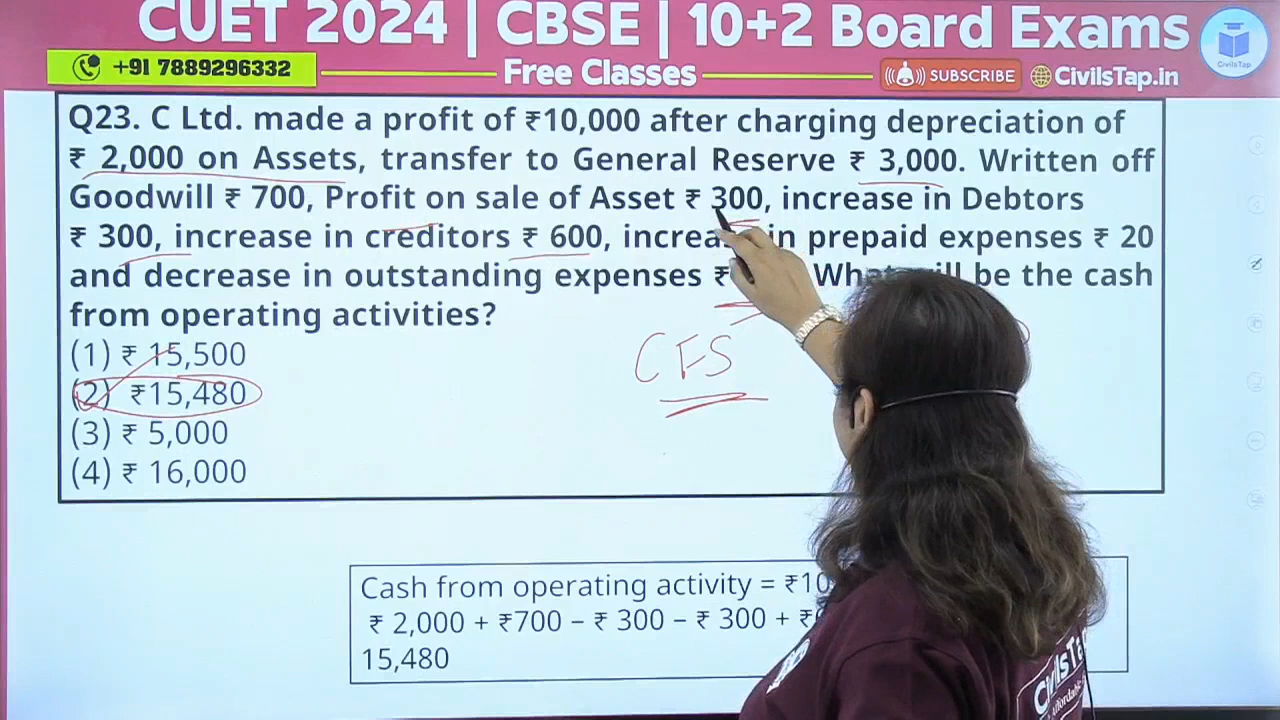 CUET 2024 | CBSE | 10+2 Board Exams
+91 7889296332
Free Classes
SUBSCRIBE
CivilsTap.in
CivilsTap
Q23. C Ltd. made a profit of ₹10,000 after charging depreciation of
₹ 2,000 on Assets, transfer to General Reserve ₹ 3,000. Written off
Goodwill ₹ 700, Profit on sale of Asset ₹ 300, increase in Debtors
₹ 300, increase in creditors ₹ 600, in prepaid expenses ₹ 20
and decrease in outstanding expenses ₹ be the cash
from operating activities?
(1) ₹ 15,500
(2) ₹15,480
(3) ₹ 5,000
(4) ₹ 16,000
CFS
Cash from operating activity = ₹10
₹ 2,000 + ₹700 – ₹ 300 – ₹ 300 + ₹
15,480